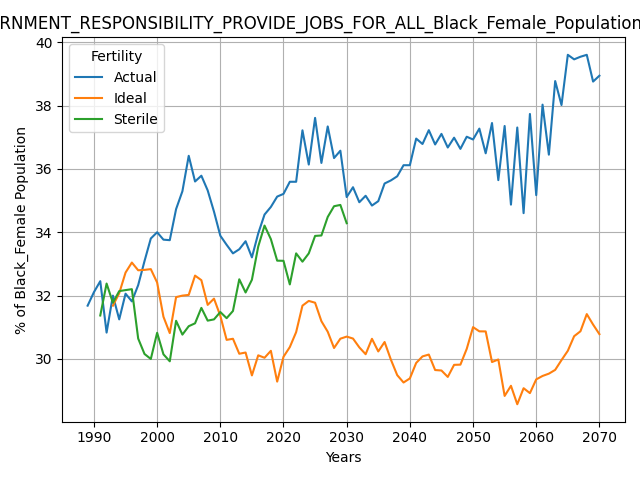 RNMENT_RESPONSIBILITY_PROVIDE_JOBS_FOR_ALL_Black_Female_Population
Fertility
Actual
Ideal
Sterile
40
38
36
34
32
30
% of Black_Female Population
1990 2000 2010 2020 2030 2040 2050 2060 2070
Years